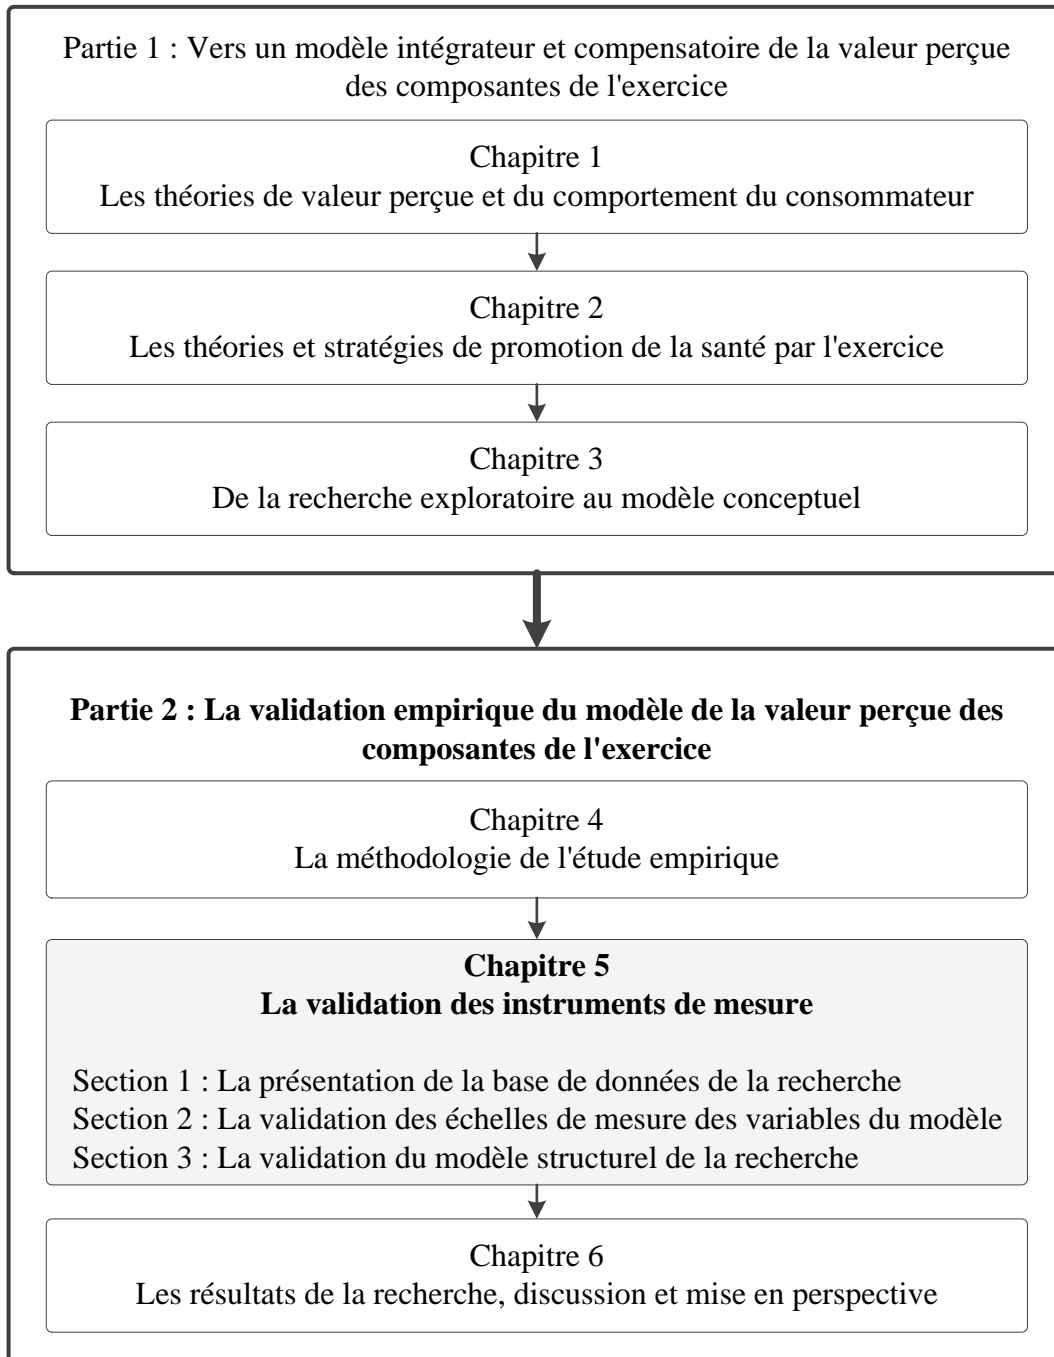 Partie 1 : Vers un modèle intégrateur et compensatoire de la valeur perçue
des composantes de l'exercice
Chapitre 1
Les théories de valeur perçue et du comportement du consommateur
Chapitre 2
Les théories et stratégies de promotion de la santé par l'exercice
Chapitre 3
De la recherche exploratoire au modèle conceptuel
Partie 2 : La validation empirique du modèle de la valeur perçue des
composantes de l'exercice
Chapitre 4
La méthodologie de l'étude empirique
Chapitre 5
La validation des instruments de mesure
Section 1 : La présentation de la base de données de la recherche
Section 2 : La validation des échelles de mesure des variables du modèle
Section 3 : La validation du modèle structurel de la recherche
Chapitre 6
Les résultats de la recherche, discussion et mise en perspective